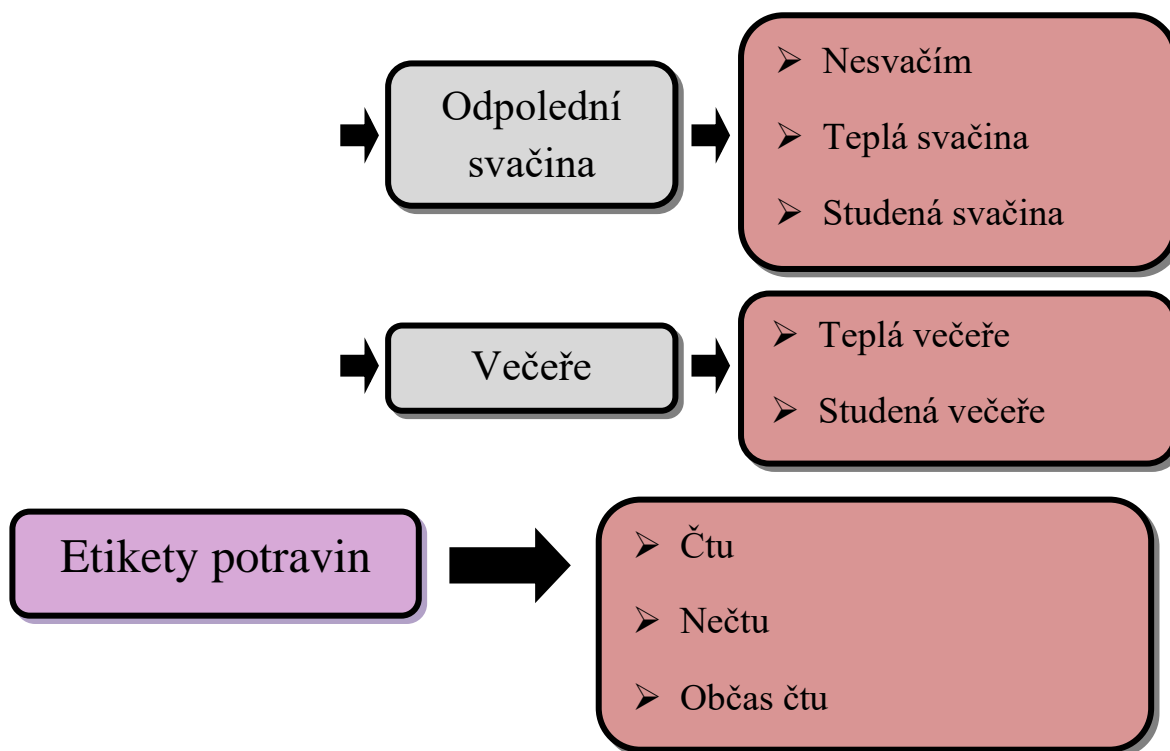 Odpolední
svačina
Nesvačím
Teplá svačina
Studená svačina
Večeře
Teplá večeře
Studená večeře
Etikety potravin
Čtu
Nečtu
Občas čtu